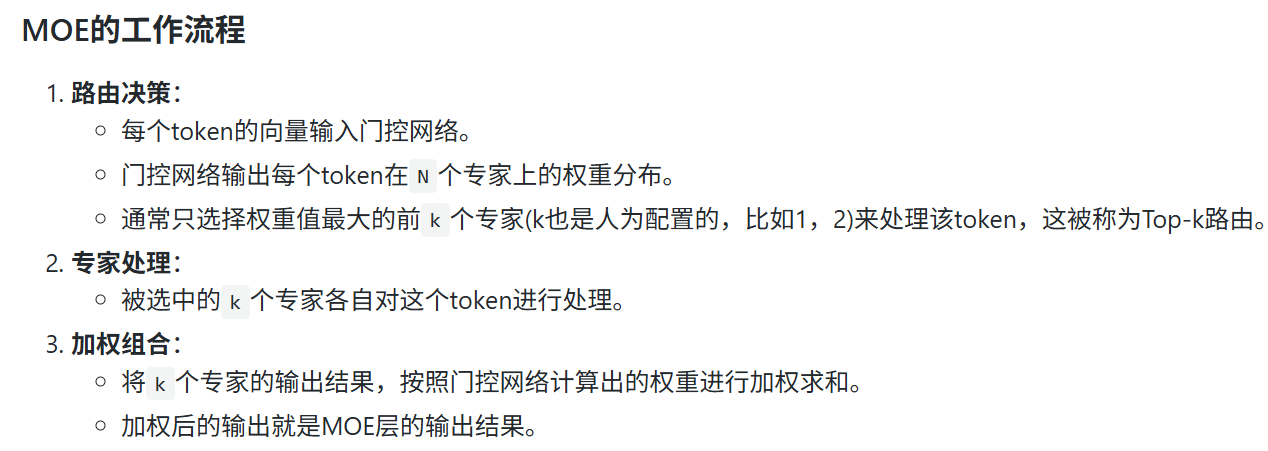 MOE的工作流程
1. 路由决策：
○ 每个token的向量输入门控网络。
○ 门控网络输出每个token在 N 个专家上的权重分布。
○ 通常只选择权重值最大的前 k 个专家(k也是人为配置的，比如1，2)来处理该token，这被称为Top-k路由。
2. 专家处理：
○ 被选中的 k 个专家各自对这个token进行处理。
3. 加权组合：
○ 将 k 个专家的输出结果，按照门控网络计算出的权重进行加权求和。
○ 加权后的输出就是MOE层的输出结果。